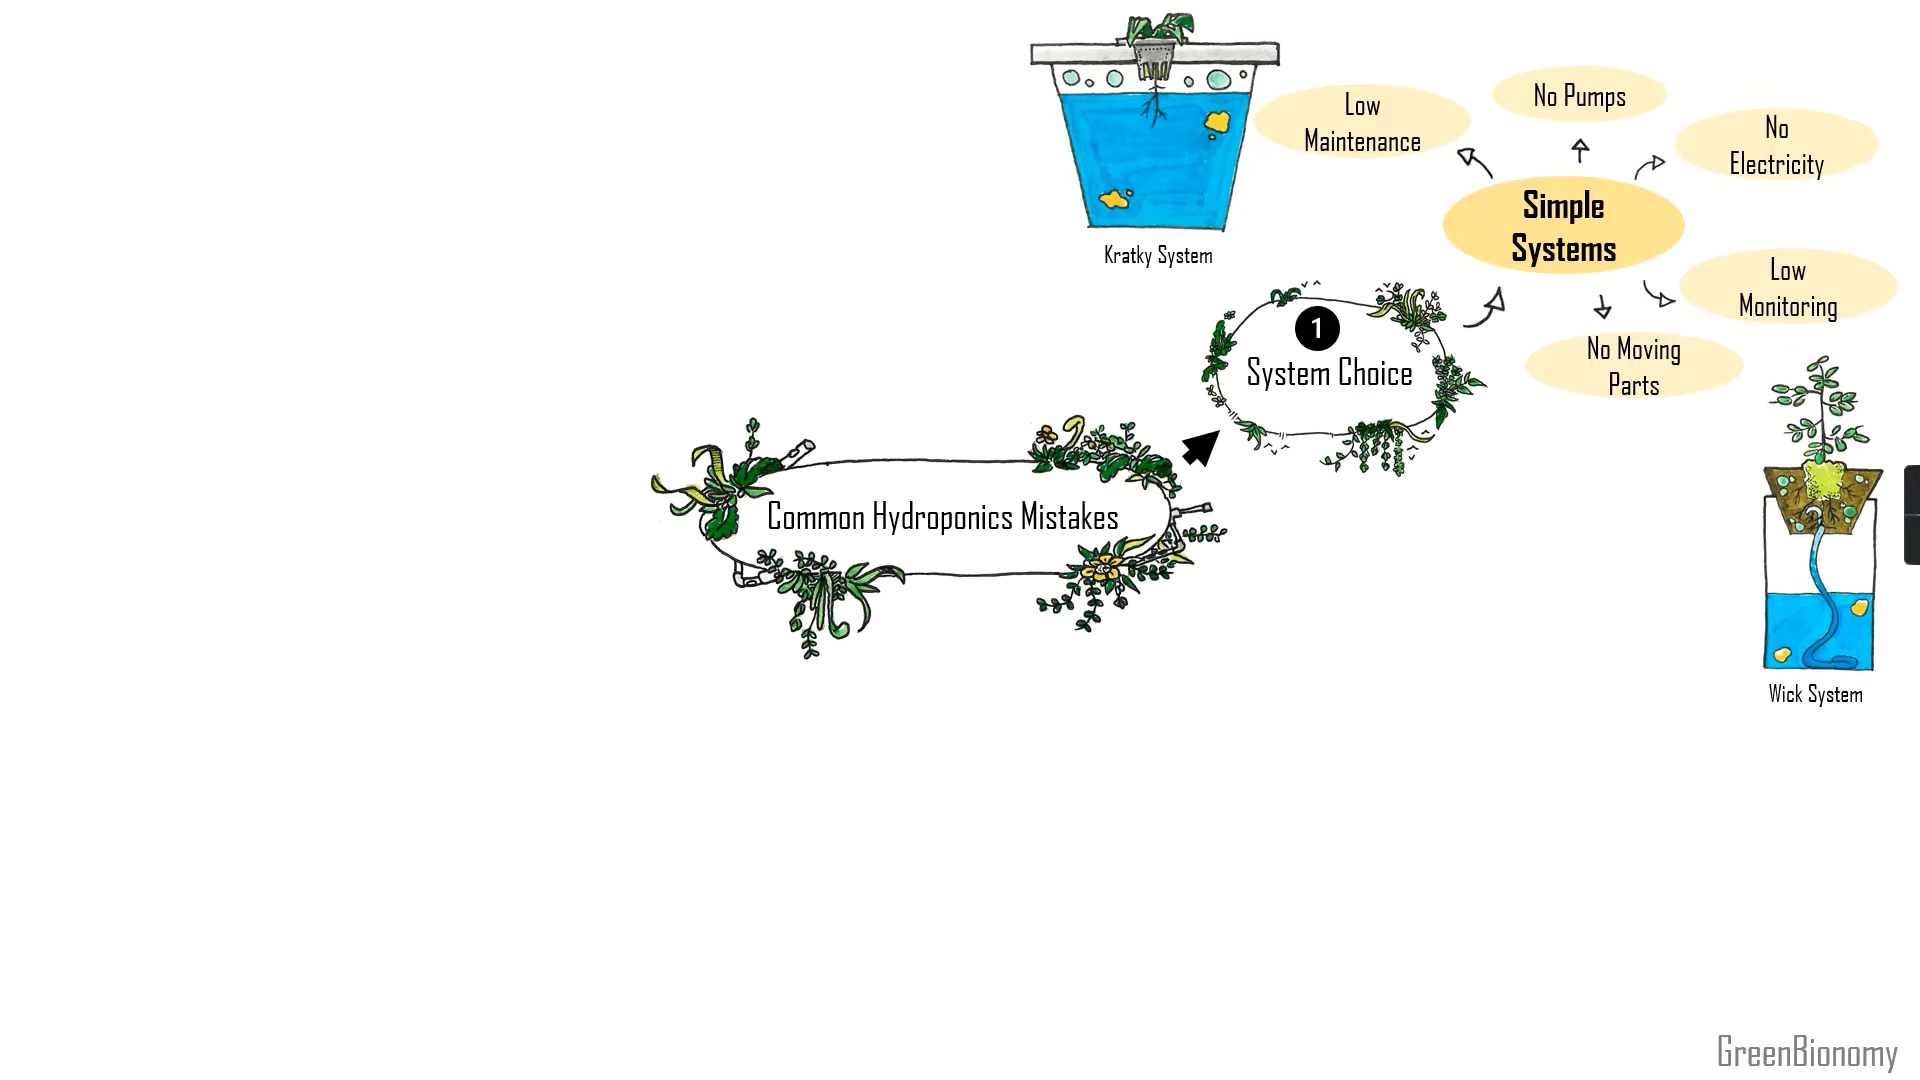 No Pumps
Low
Maintenance
No
Electricity
Simple
Systems
Kratky System
Low
Monitoring
1
System Choice
No Moving
Parts
Common Hydroponics Mistakes
Wick System
GreenBionomy